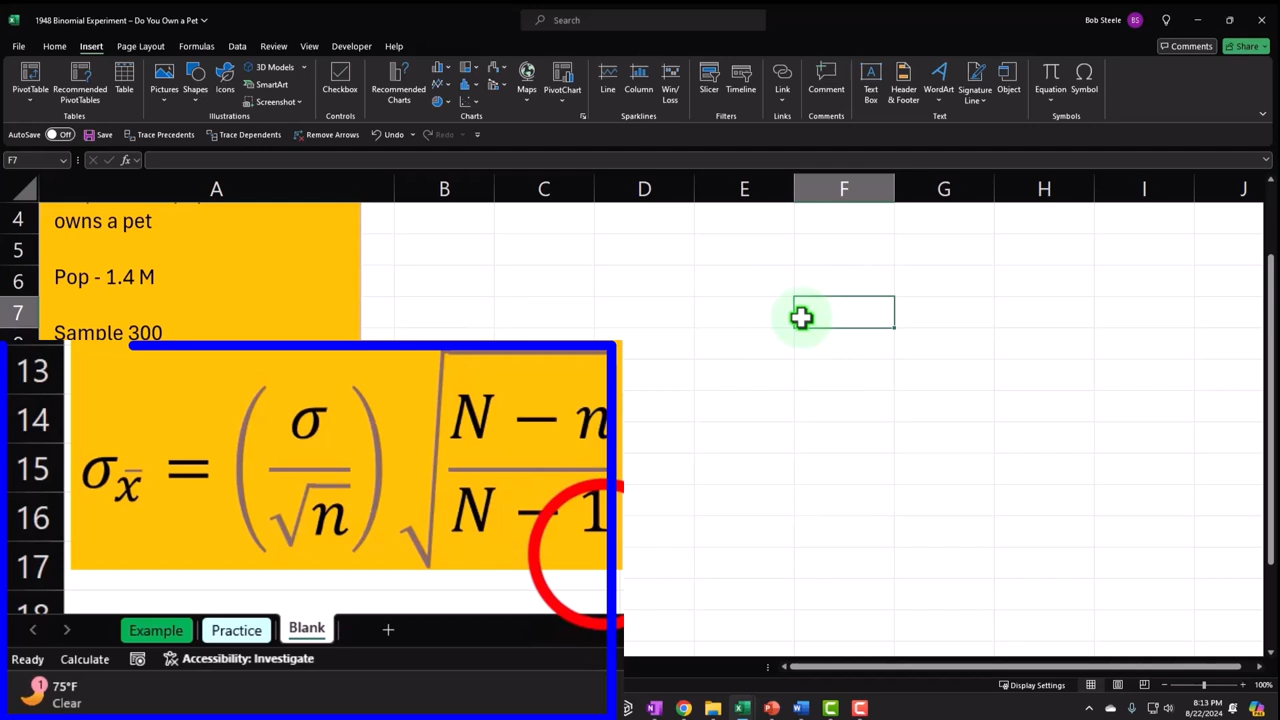 1948 Binomial Experiment – Do You Own a Pet
Search
Bob Steele
BS
File Home Insert Page Layout Formulas Data Review View Developer Help
Comments
Share
PivotTable
Recommended PivotTables
Table
Pictures
Shapes
Icons
3D Models
SmartArt
Screenshot
Checkbox
Recommended Charts
Maps
PivotChart
Line
Column
Win/ Loss
Slicer
Timeline
Link
Comment
Text Box
Header & Footer
WordArt
Signature Line
Object
Equation
Symbol
Tables Illustrations Controls Charts Sparklines Filters Links Comments Text Symbols
AutoSave Off Save Trace Precedents Trace Dependents Remove Arrows Undo Redo
F7 fx
A B C D E F G H I J
4
owns a pet
5
6 Pop - 1.4 M
7
Sample 300
13
14
15
16
17
18
σx̄ = (σ/√n) √(N − n/N − 1
Example Practice Blank +
Ready Calculate Accessibility: Investigate
Display Settings 100%
1
75°F
Clear
8:13 PM
8/22/2024